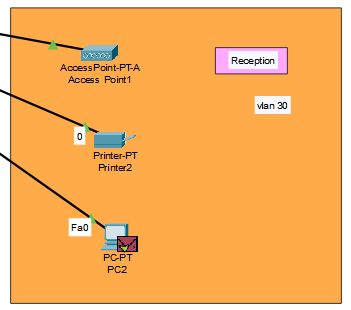 AccessPoint-PT-A
Access Point1
Reception
vlan 30
0
Printer-PT
Printer2
Fa0
PC-PT
PC2